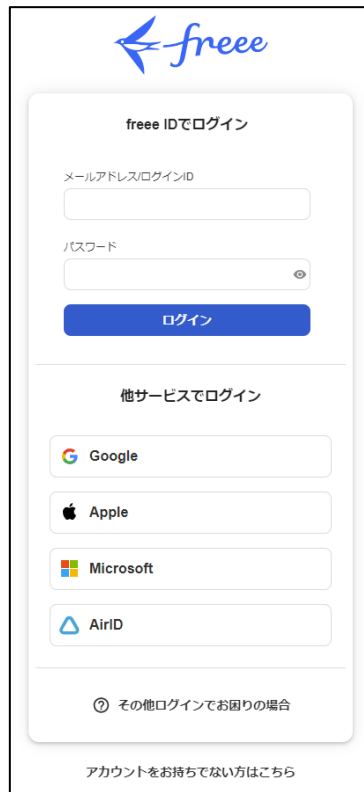 freee
freee IDでログイン
メールアドレス/ログインID
パスワード
ログイン
他サービスでログイン
Google
Apple
Microsoft
AirID
その他ログインでお困りの場合
アカウントをお持ちでない方はこちら